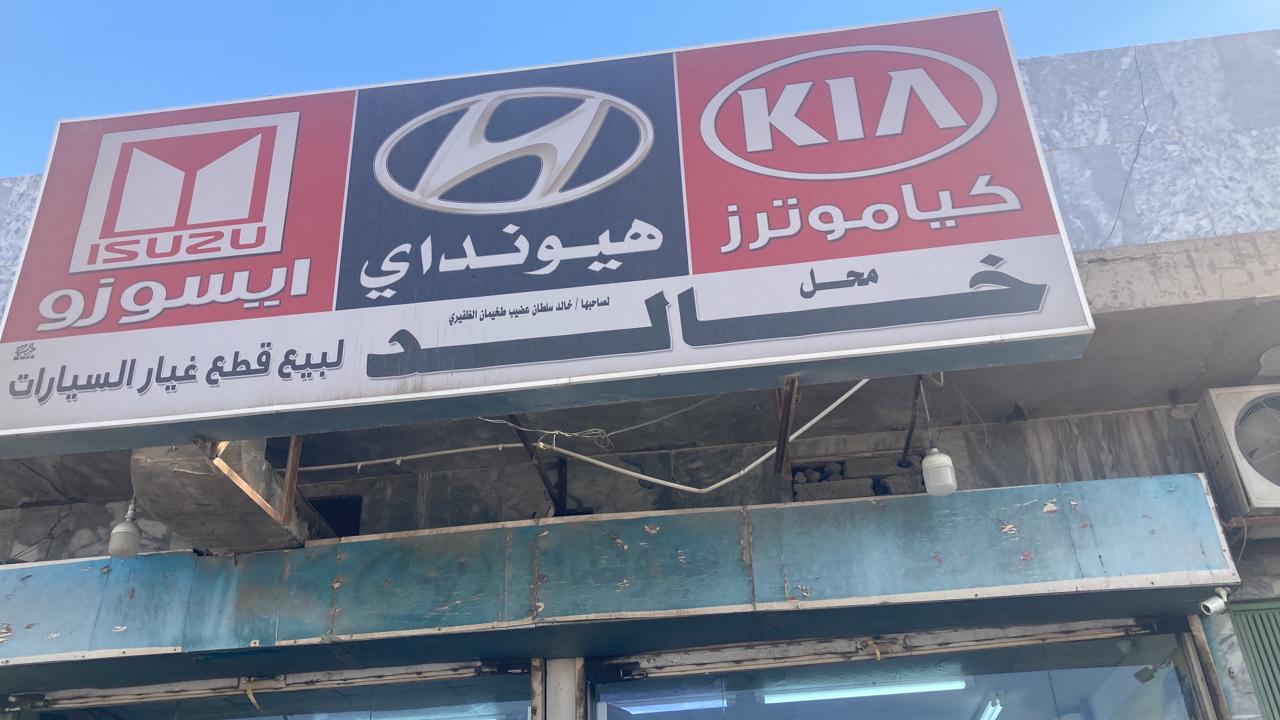 KIA
كياموترز
هيونداي
ISUZU
ايسوزو
محل
خالد
لصاحبها / خالد سلطان عضيب طخيمان الظفيري
لبيع قطع غيار السيارات